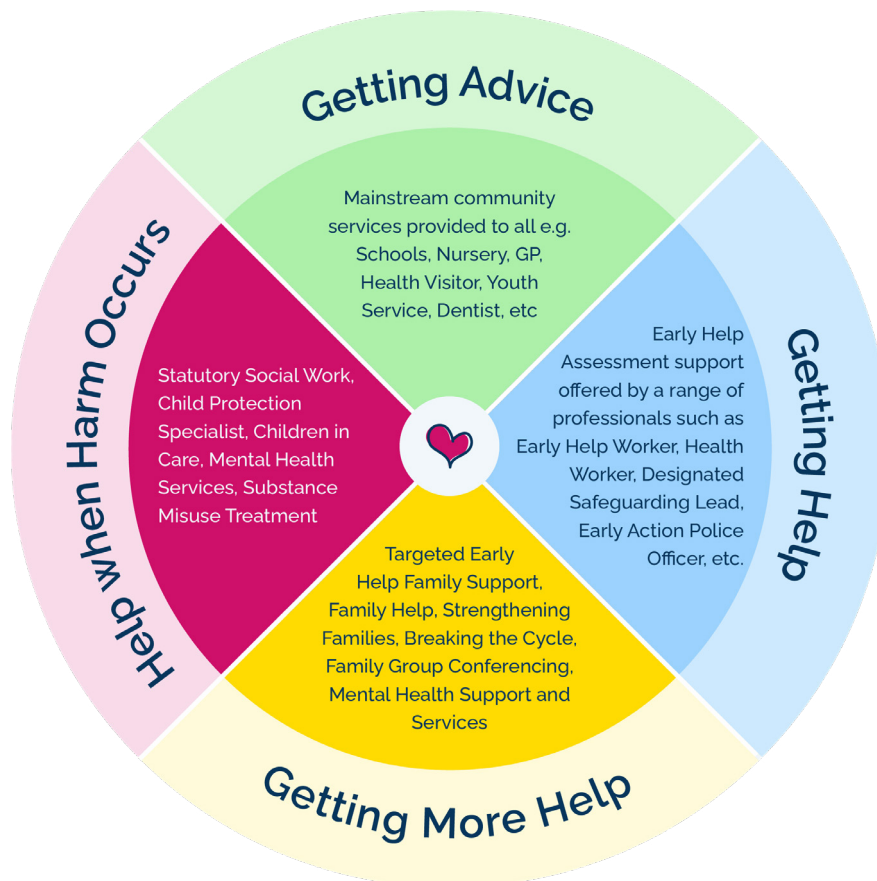 Getting Advice
Mainstream community
services provided to all e.g.
Schools, Nursery, GP,
Health Visitor, Youth
Service, Dentist, etc
Getting Help
Early Help
Assessment support
offered by a range of
professionals such as
Early Help Worker, Health
Worker, Designated
Safeguarding Lead,
Early Action Police
Officer, etc.
Getting More Help
Targeted Early
Help Family Support,
Family Help, Strengthening
Families, Breaking the Cycle,
Family Group Conferencing,
Mental Health Support and
Services
Help when Harm Occurs
Statutory Social Work,
Child Protection
Specialist, Children in
Care, Mental Health
Services, Substance
Misuse Treatment